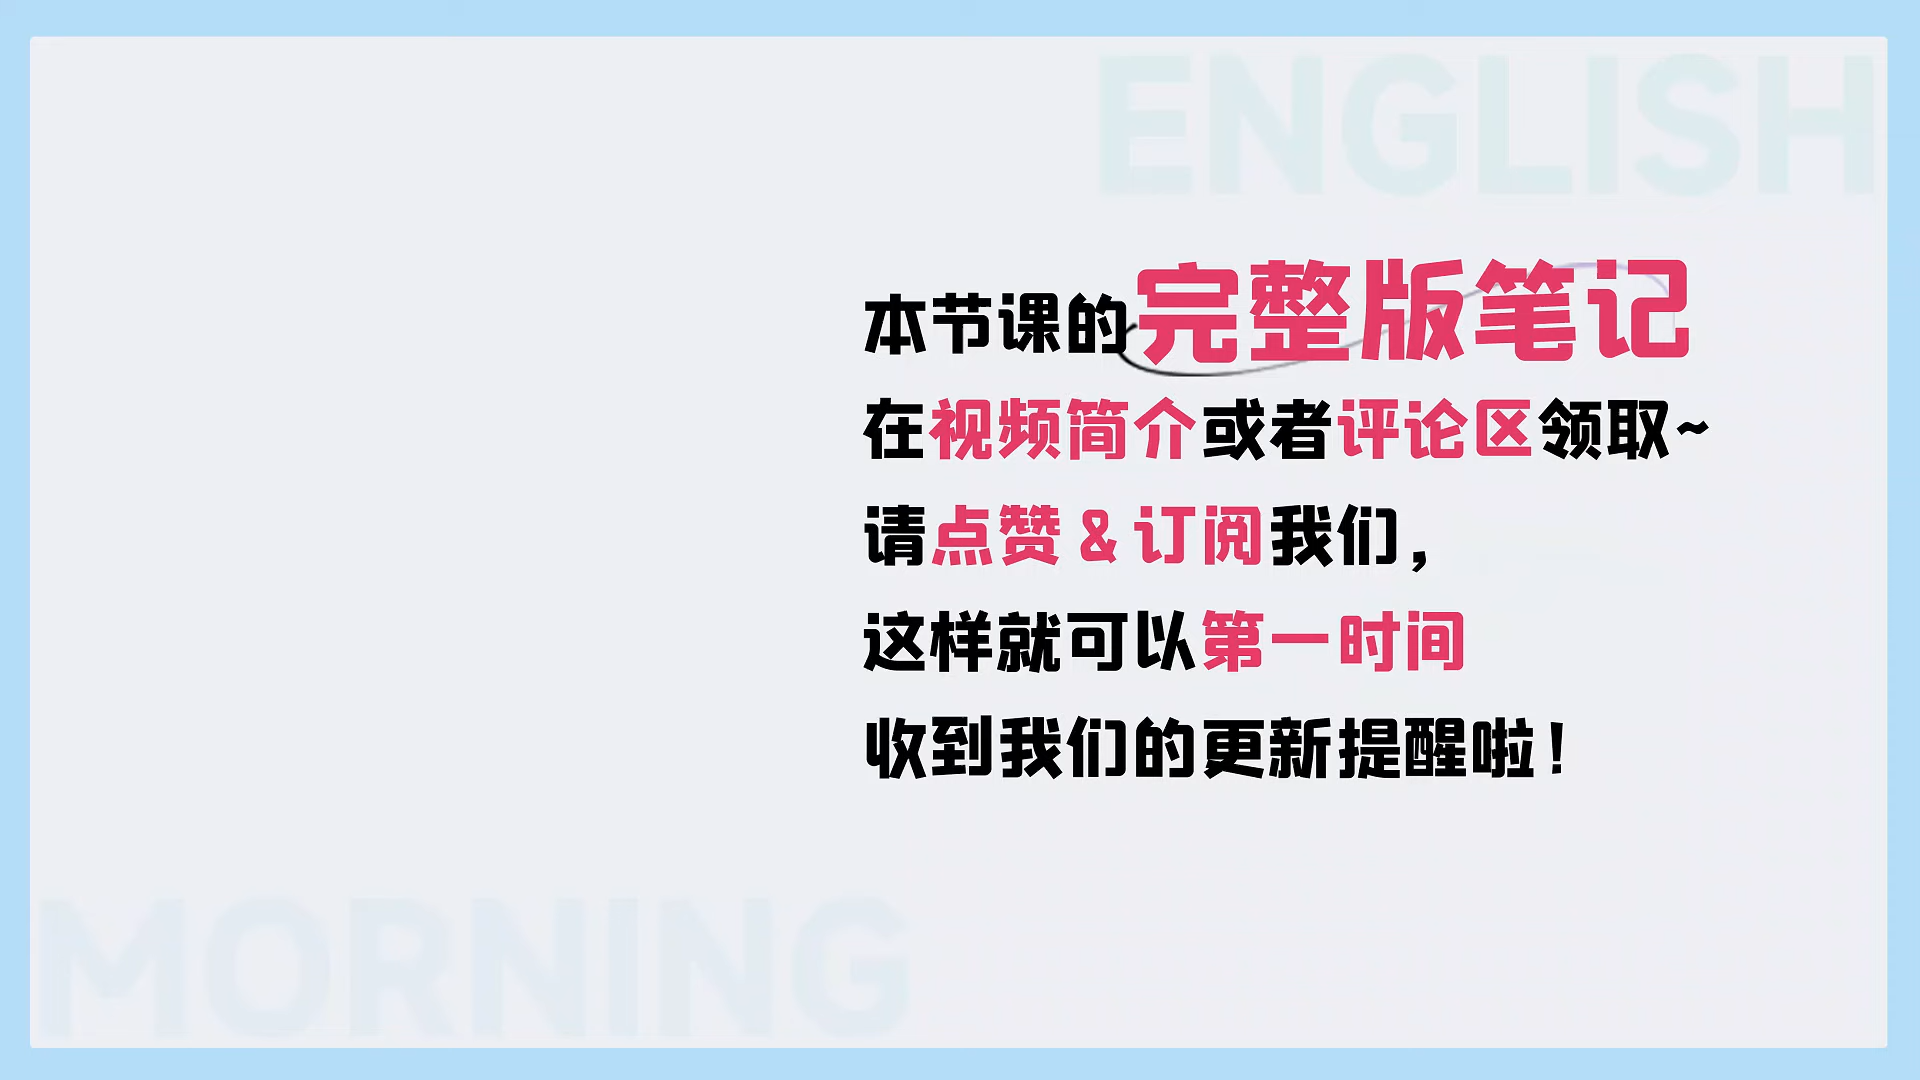 ENGLISH
本节课的完整版笔记
在视频简介或者评论区领取~
请点赞&订阅我们，
这样就可以第一时间
收到我们的更新提醒啦！
MORNING